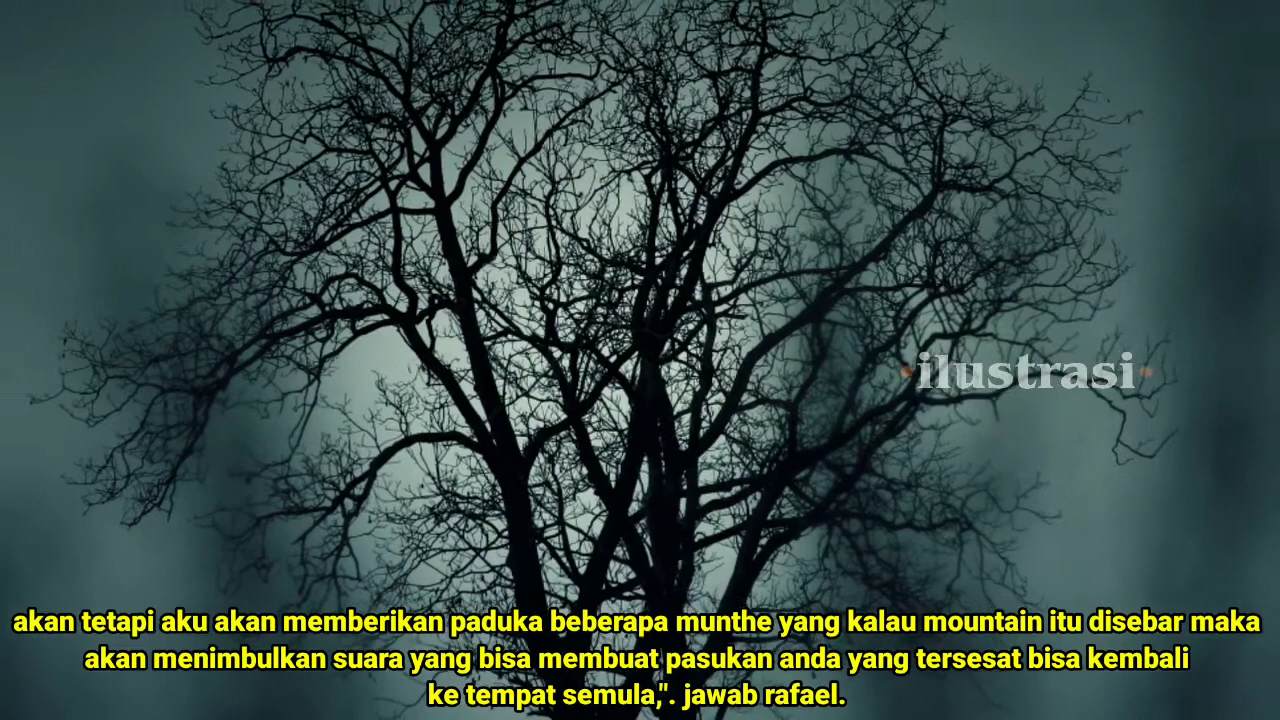 ilustrasi
akan tetapi aku akan memberikan paduka beberapa munthe yang kalau mountain itu disebar maka
akan menimbulkan suara yang bisa membuat pasukan anda yang tersesat bisa kembali
ke tempat semula,". jawab rafael.